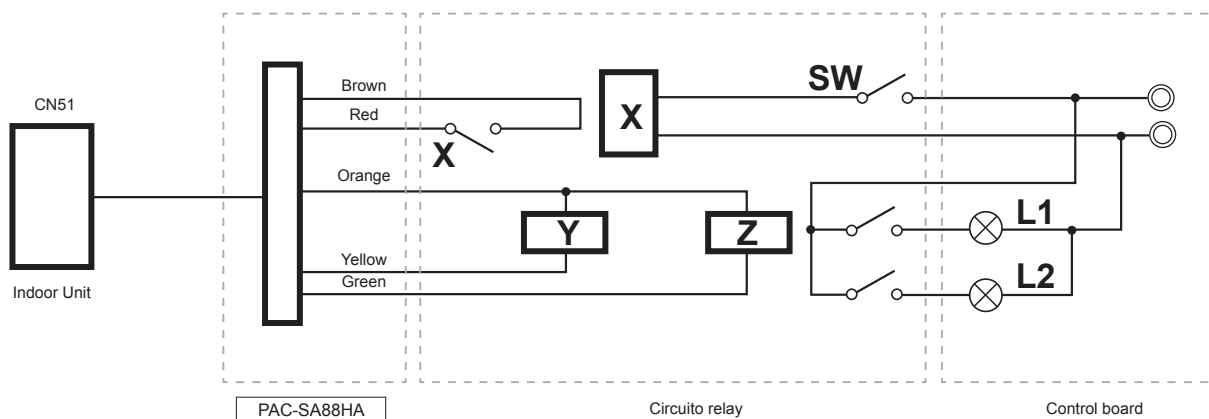 CN51
Indoor Unit
Brown
Red
X
Orange
Yellow
Green
Y
Z
X
SW
L1
L2
PAC-SA88HA
Circuito relay
Control board